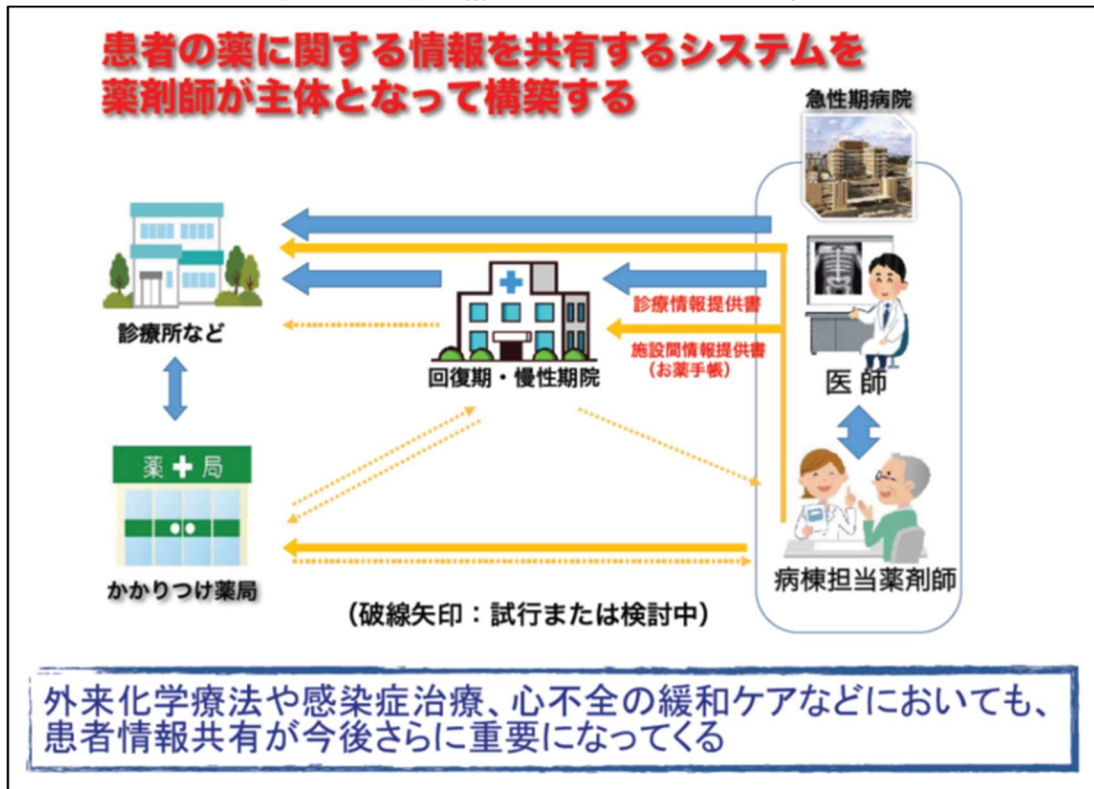 患者の薬に関する情報を共有するシステムを
薬剤師が主体となって構築する
急性期病院
診療所など
診療情報提供書
施設間情報提供書
（お薬手帳）
回復期・慢性期院
医師
薬✚局
かかりつけ薬局
病棟担当薬剤師
（破線矢印：試行または検討中）
外来化学療法や感染症治療、心不全の緩和ケアなどにおいても、
患者情報共有が今後さらに重要になってくる